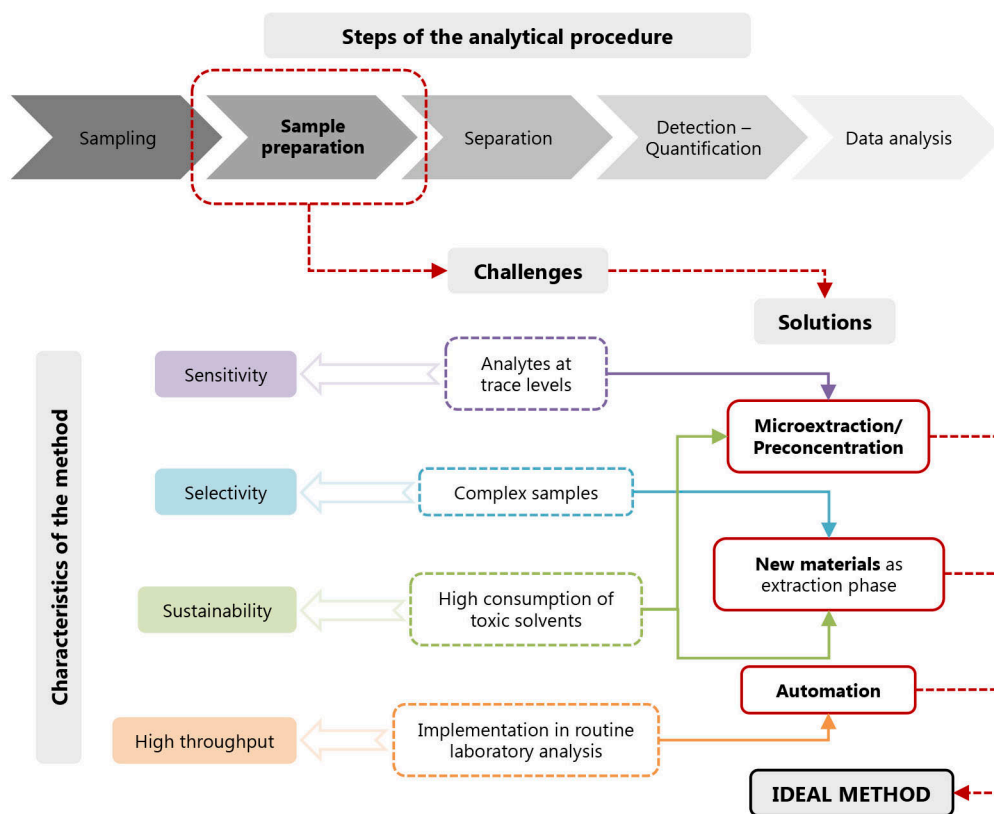 Steps of the analytical procedure
Sampling
Sample
preparation
Separation
Detection –
Quantification
Data analysis
Challenges
Solutions
Characteristics of the method
Sensitivity
Analytes at
trace levels
Microextraction/
Preconcentration
Selectivity
Complex samples
New materials as
extraction phase
Sustainability
High consumption of
toxic solvents
Automation
High throughput
Implementation in routine
laboratory analysis
IDEAL METHOD